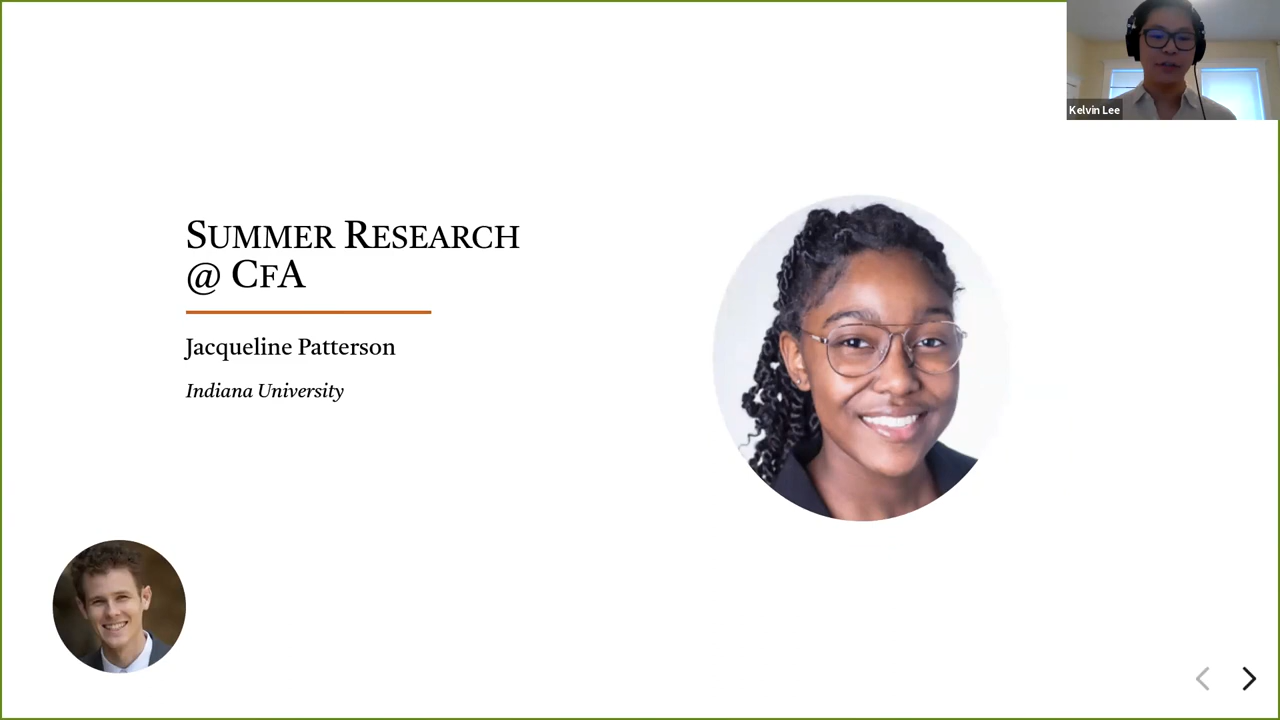 Kelvin Lee
SUMMER RESEARCH
@ CFA
Jacqueline Patterson
Indiana University